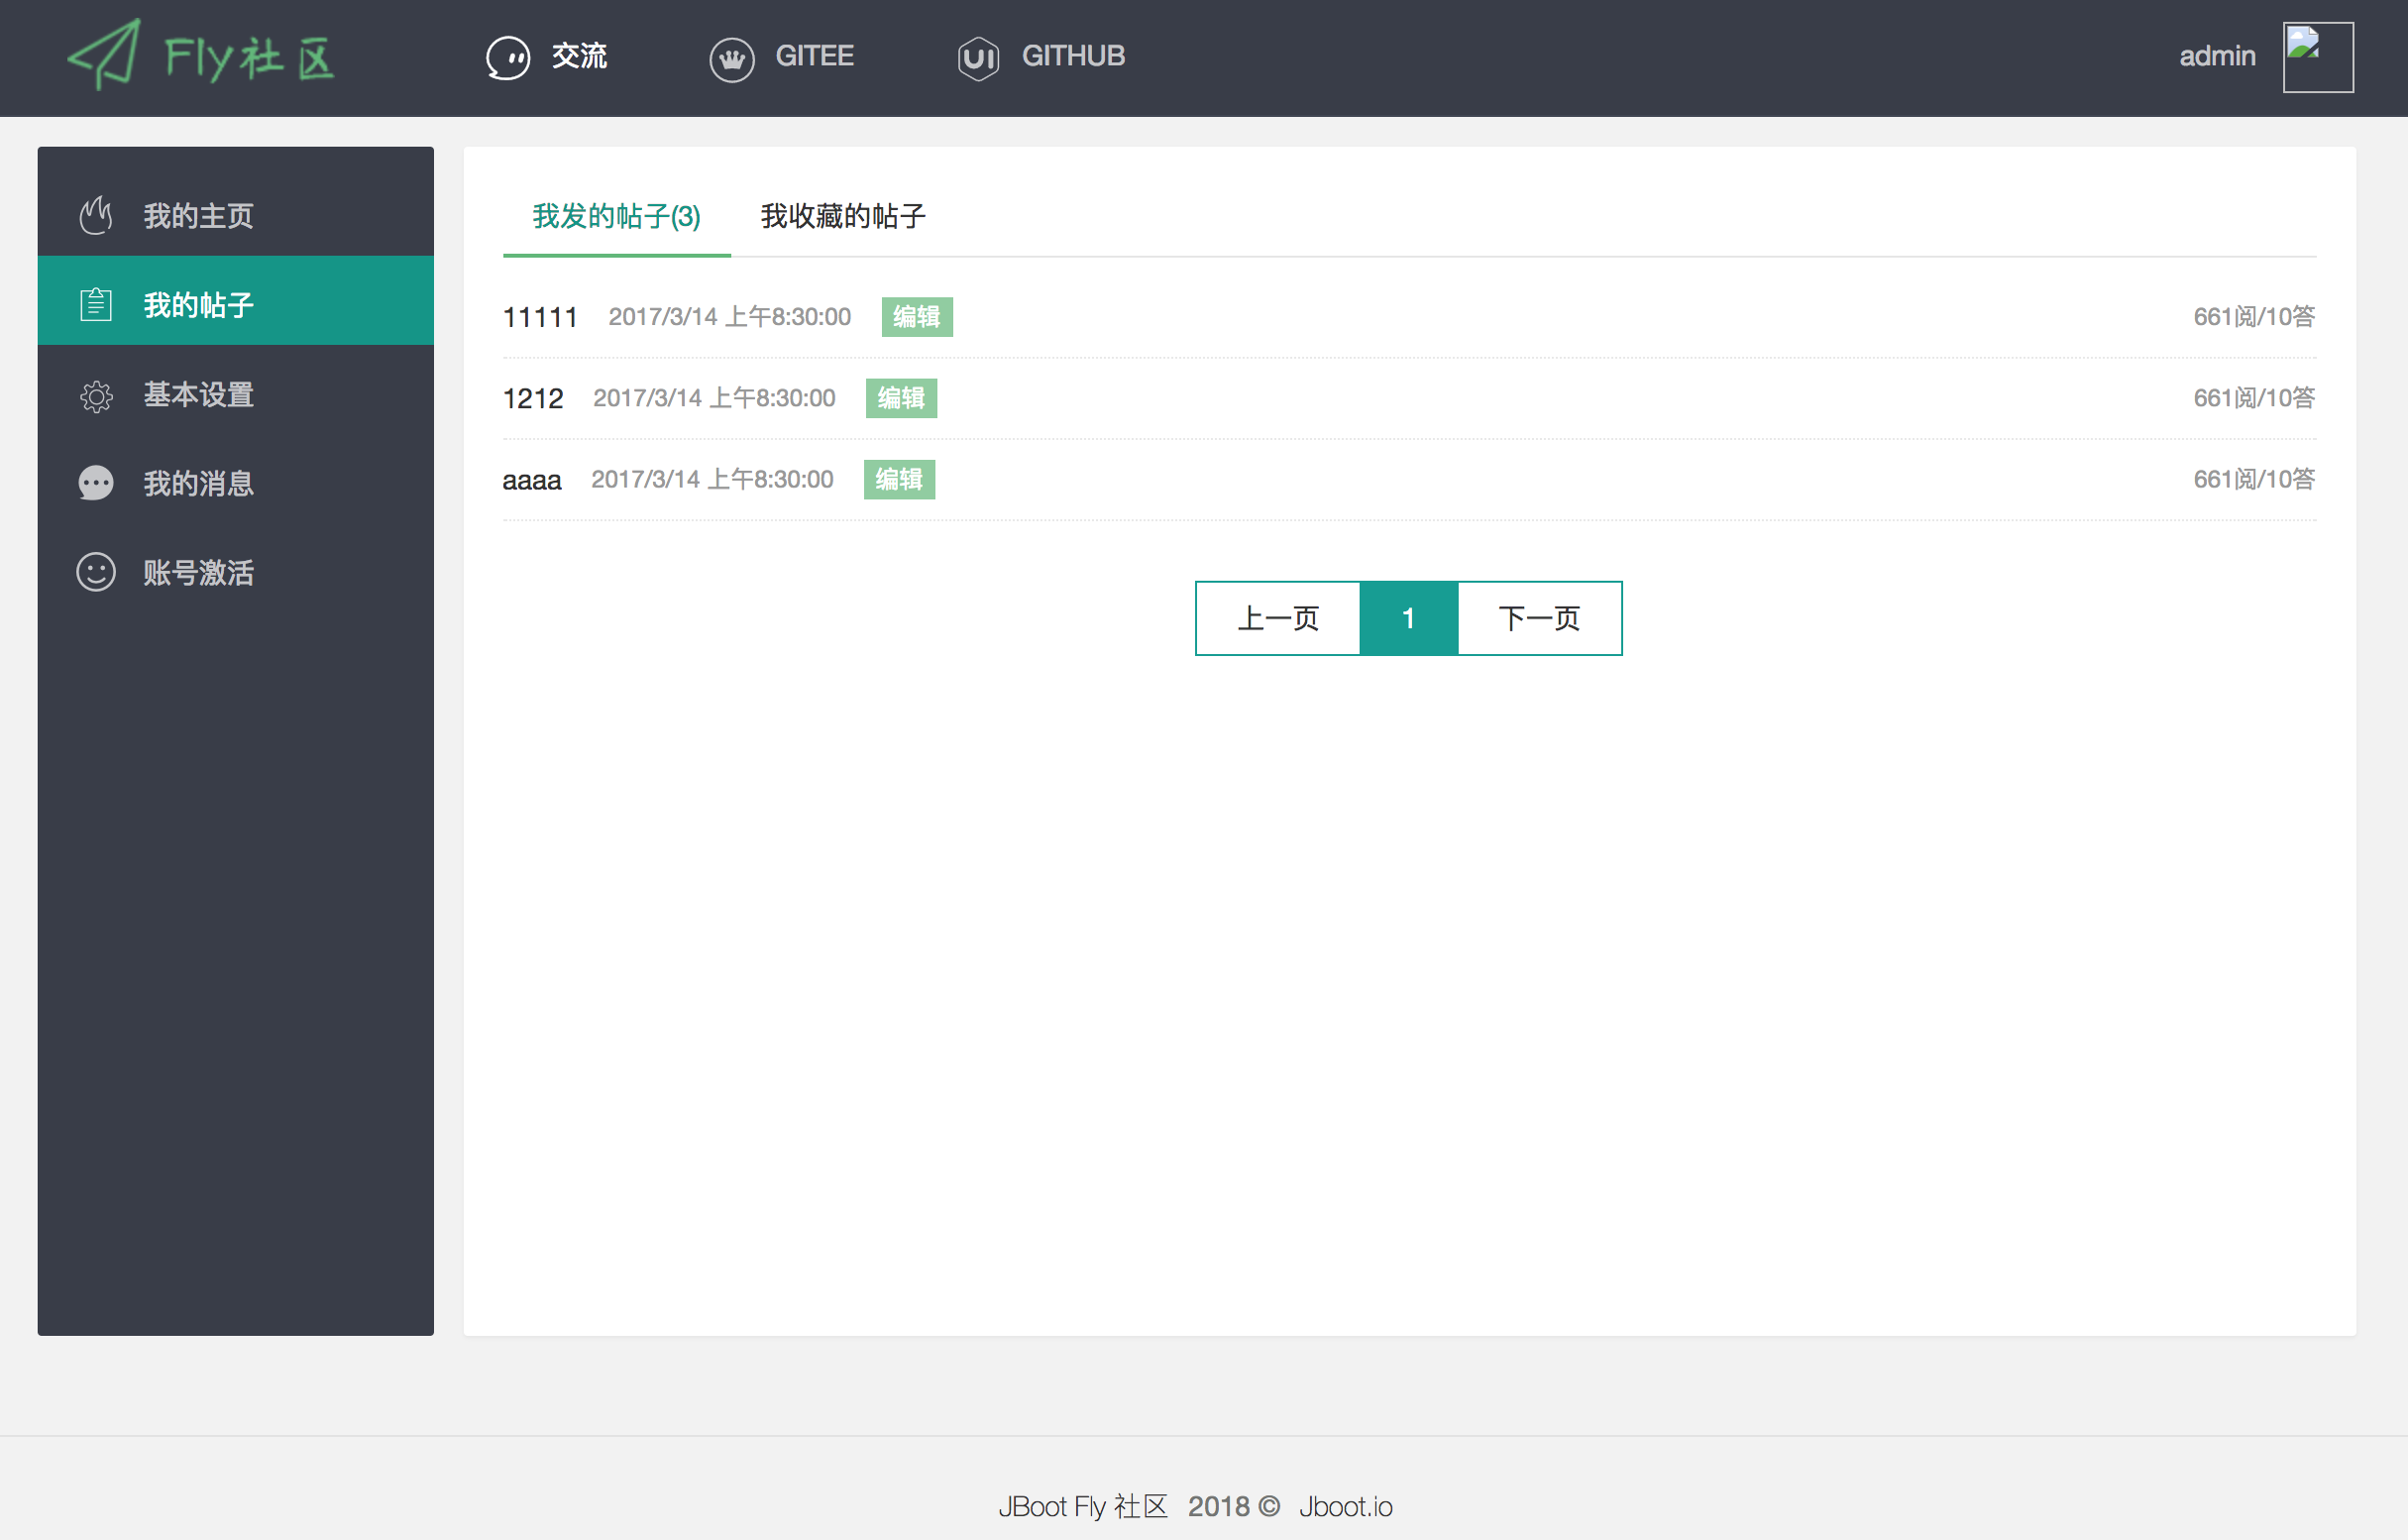 Fly社区 交流 GITEE UI GITHUB admin
我的主页
我的帖子
基本设置
我的消息
账号激活
我发的帖子(3) 我收藏的帖子
11111 2017/3/14 上午8:30:00 编辑 661阅/10答
1212 2017/3/14 上午8:30:00 编辑 661阅/10答
aaaa 2017/3/14 上午8:30:00 编辑 661阅/10答
上一页 1 下一页
JBoot Fly 社区 2018 © Jboot.io